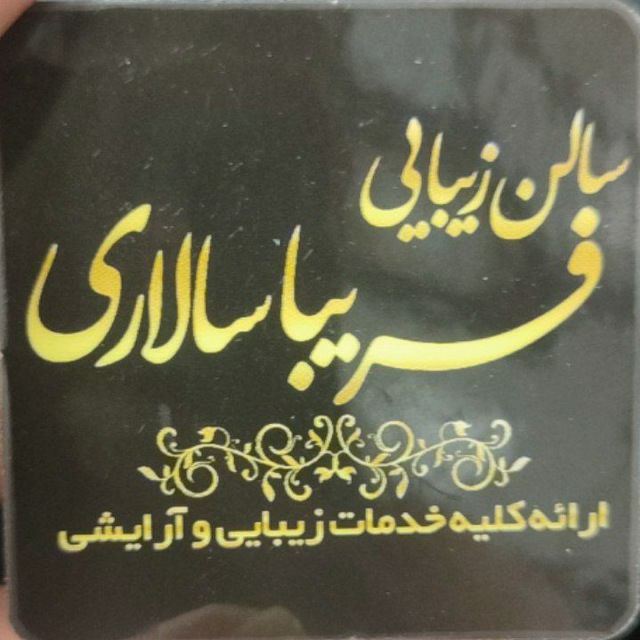 سالن زیبایی
فریبا سالاری
ارائه کلیه خدمات زیبایی و آرایشی